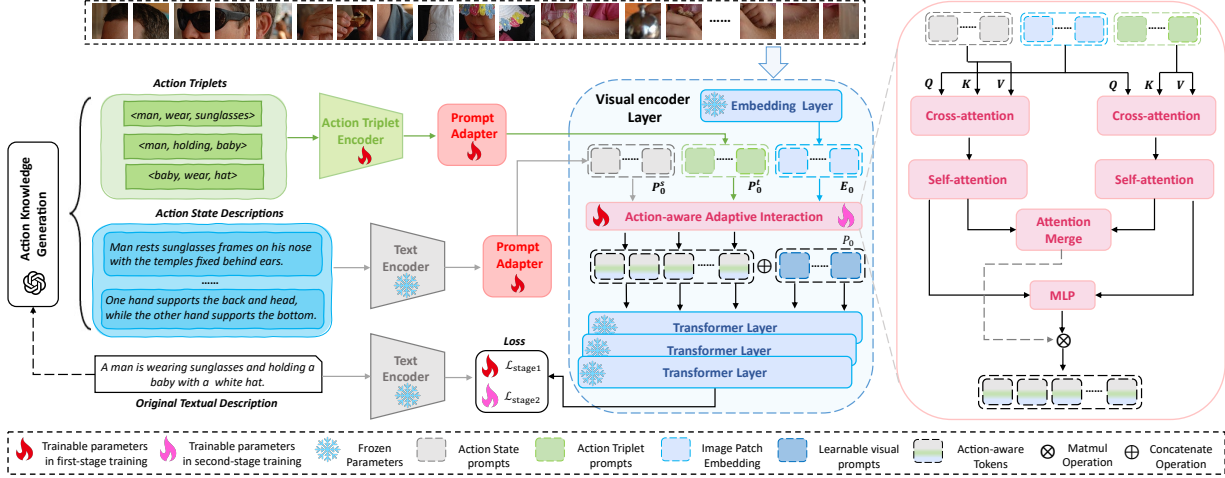 Action Triplets
<man, wear, sunglasses>
<man, holding, baby>
<baby, wear, hat>
Action Knowledge
Generation
Action State Descriptions
Man rests sunglasses frames on his nose
with the temples fixed behind ears.
......
One hand supports the back and head,
while the other hand supports the bottom.
A man is wearing sunglasses and holding
a baby with a white hat.
Original Textual Description
Action Triplet
Encoder
Prompt
Adapter
Text
Encoder
Prompt
Adapter
Text
Encoder
Loss
ℒstage1
ℒstage2
......
Visual encoder
Layer
Embedding Layer
......
......
......
P₀ˢ
P₀ᵗ
E₀
Action-aware Adaptive Interaction
P₀
......
......
Transformer Layer
Transformer Layer
Transformer Layer
......
......
......
Q
K
V
Q
K
V
Cross-attention
Cross-attention
Self-attention
Self-attention
Attention
Merge
MLP
......
Trainable parameters
in first-stage training
Trainable parameters
in second-stage training
Frozen
Parameters
Action State
prompts
Action Triplet
prompts
Image Patch
Embedding
Learnable visual
prompts
Action-aware
Tokens
Matmul
Operation
Concatenate
Operation